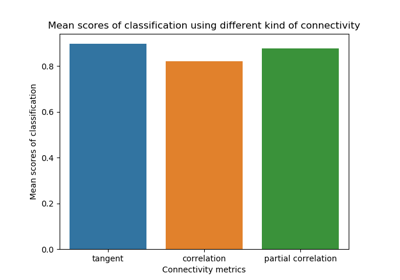 Mean scores of classification using different kind of connectivity
Mean scores of classification
0.8
0.6
0.4
0.2
0.0
tangent correlation partial correlation
Connectivity metrics